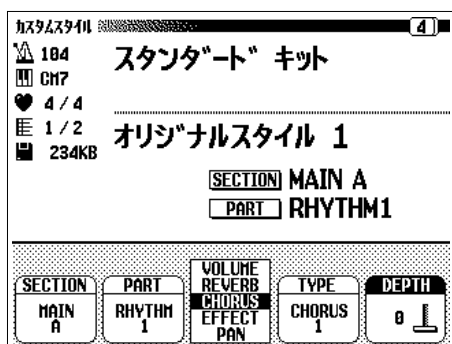 カスタムスタイル
4
104
スタンダード キット
CM7
4 / 4
1 / 2
オリジナルスタイル 1
234KB
SECTION MAIN A
PART RHYTHM1
SECTION
MAIN
A
PART
RHYTHM
1
VOLUME
REVERB
CHORUS
EFFECT
PAN
TYPE
CHORUS
1
DEPTH
0